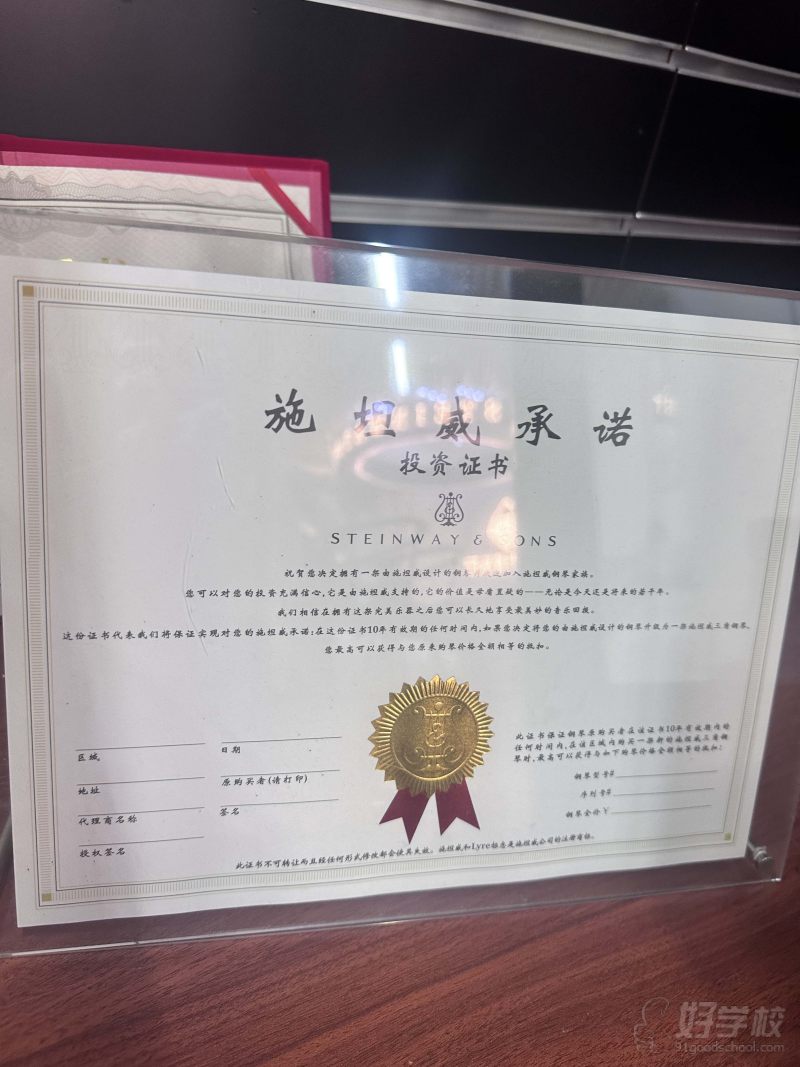 施坦威承诺
投资证书
STEINWAY & SONS
祝贺您决定拥有一架由施坦威设计的钢琴 加入施坦威钢琴家族。
您可以对您的投资充满信心,它是由施坦威支持的,它的价值是毋庸置疑的——无论是今天还是将来的若干年。
我们相信在拥有这架完美乐器之后您可以长久地享受最美妙的音乐回报。
这份证书代表我们将保证实现对您的施坦威承诺:在这份证书10年有效期的任何时间内,如果您决定将您的由施坦威设计的钢琴升级为一架施坦威三角钢琴,
您最高可以获得与您原来购琴价格金额相等的抵扣。
区域
地址
代理商名称
授权签名
日期
原购买者(请打印)
签名
此证书保证钢琴原购买者在该证书10年有效期内的
任何时间内,在该区域内购买一架新的施坦威三角钢
琴时,最高可以获得与如下购琴价格金额相等的抵扣:
钢琴型号#
序列号#
钢琴全价¥
此证书不可转让而且经任何形式修改都会使其失效。施坦威和Lyre标志是施坦威公司的注册商标。
好学校
91goodschool.com